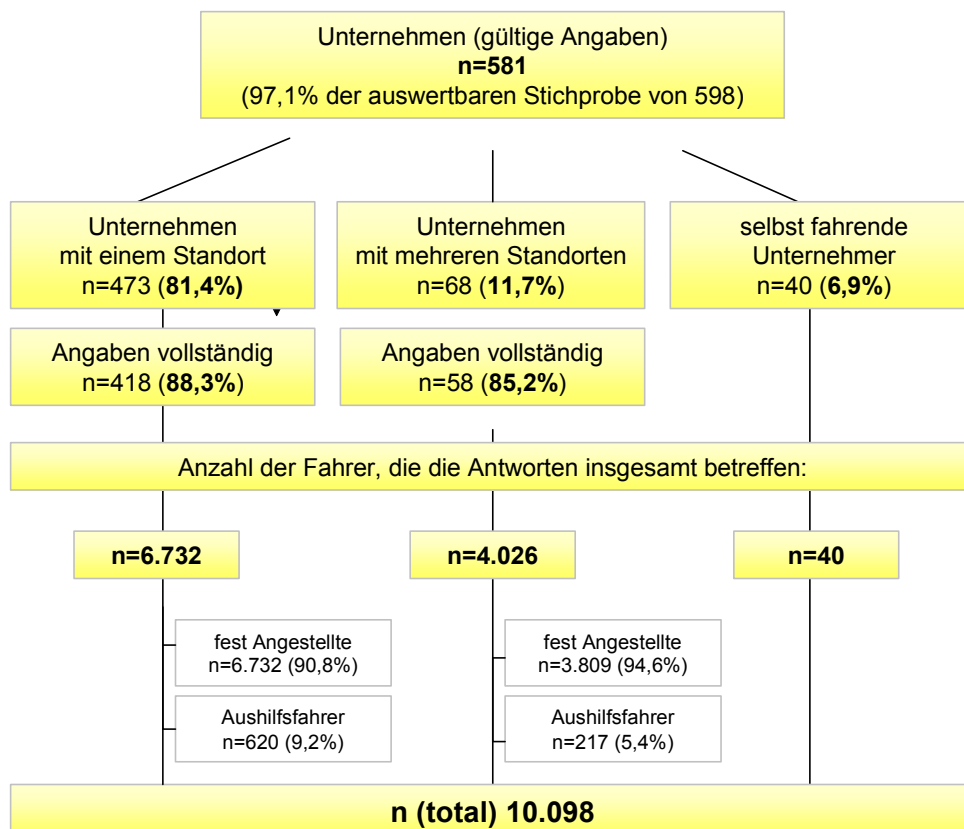 Unternehmen (gültige Angaben)
n=581
(97,1% der auswertbaren Stichprobe von 598)
Unternehmen
mit einem Standort
n=473 (81,4%)
Unternehmen
mit mehreren Standorten
n=68 (11,7%)
selbst fahrende
Unternehmer
n=40 (6,9%)
Angaben vollständig
n=418 (88,3%)
Angaben vollständig
n=58 (85,2%)
Anzahl der Fahrer, die die Antworten insgesamt betreffen:
n=6.732
n=4.026
n=40
fest Angestellte
n=6.732 (90,8%)
fest Angestellte
n=3.809 (94,6%)
Aushilfsfahrer
n=620 (9,2%)
Aushilfsfahrer
n=217 (5,4%)
n (total) 10.098